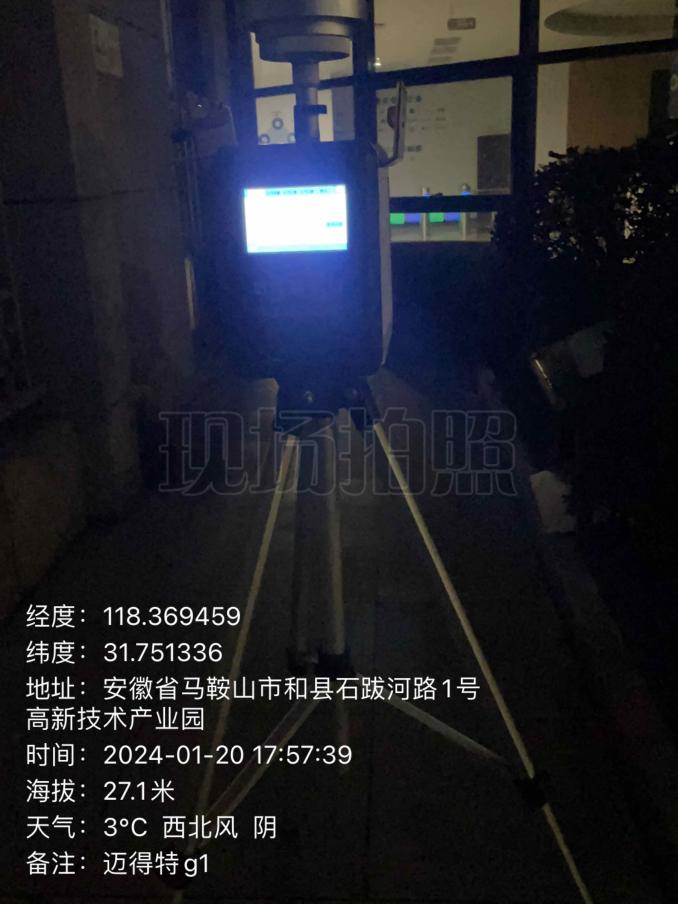 现场拍照
经度：118.369459
纬度：31.751336
地址：安徽省马鞍山市和县石跋河路1号
高新技术产业园
时间：2024-01-20 17:57:39
海拔：27.1米
天气：3℃ 西北风 阴
备注：迈得特g1